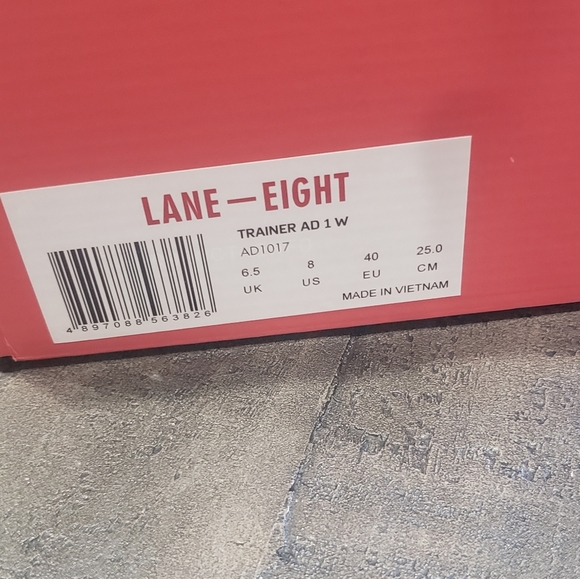 LANE—EIGHT
TRAINER AD 1 W
AD1017
6.5 8 40 25.0
UK US EU CM
MADE IN VIETNAM
4 897088 563826